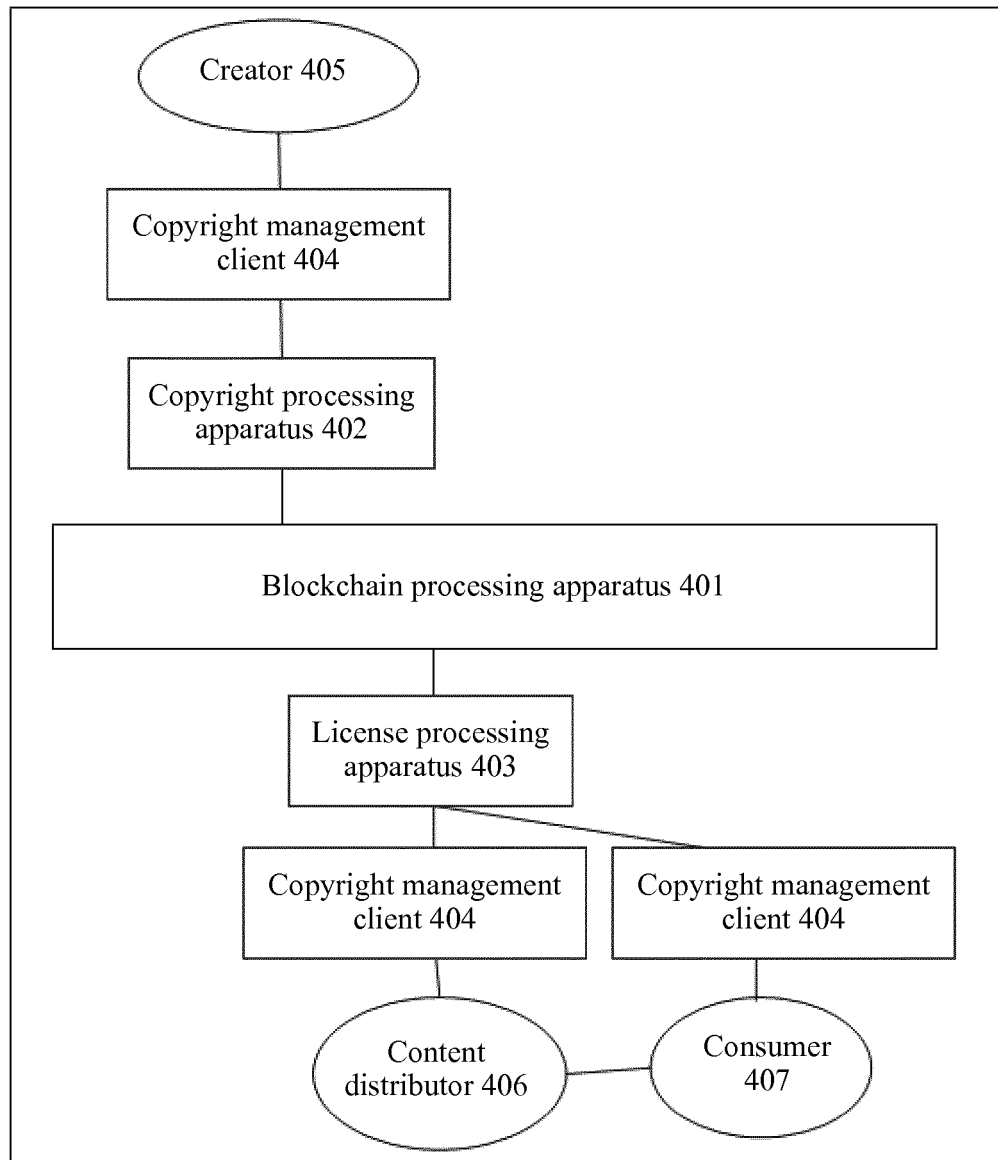 Creator 405
Copyright management
client 404
Copyright processing
apparatus 402
Blockchain processing apparatus 401
License processing
apparatus 403
Copyright management
client 404
Copyright management
client 404
Content
distributor 406
Consumer
407